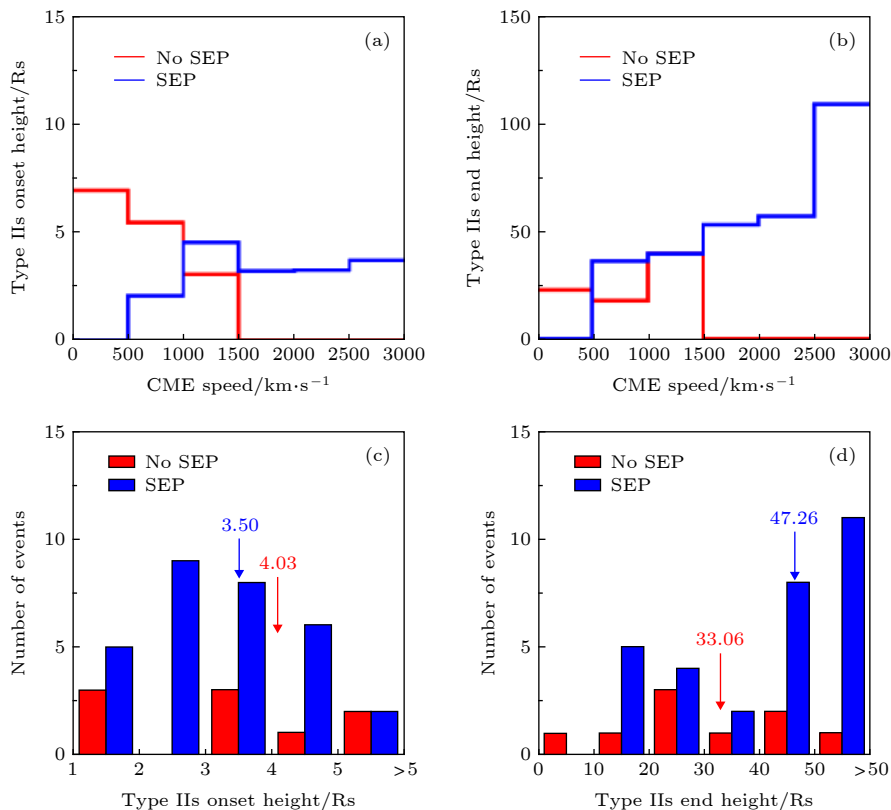 15
10
5
0
Type IIs onset height/Rs
(a)
No SEP
SEP
0 500 1000 1500 2000 2500 3000
CME speed/km·s⁻¹
150
100
50
0
Type IIs end height/Rs
(b)
No SEP
SEP
0 500 1000 1500 2000 2500 3000
CME speed/km·s⁻¹
15
10
5
0
Number of events
(c)
No SEP
SEP
3.50
4.03
1 2 3 4 5 >5
Type IIs onset height/Rs
15
10
5
0
Number of events
(d)
No SEP
SEP
47.26
33.06
0 10 20 30 40 50 >50
Type IIs end height/Rs